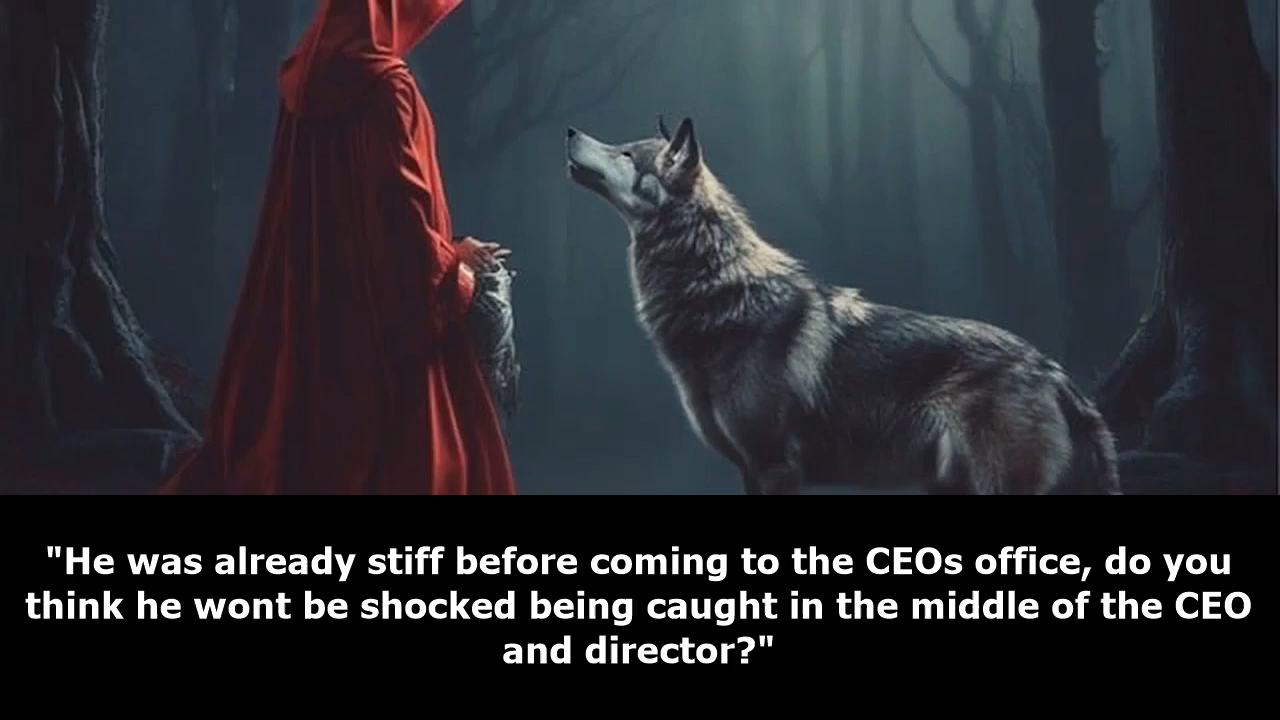 "He was already stiff before coming to the CEOs office, do you
think he wont be shocked being caught in the middle of the CEO
and director?"